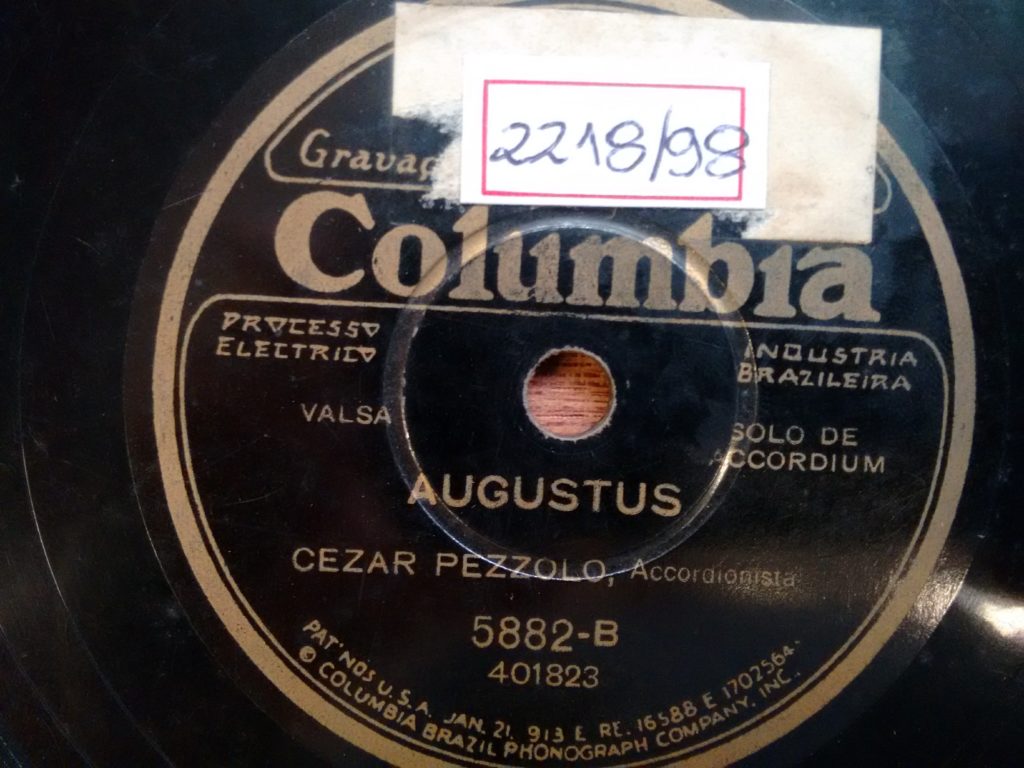 2218/98
Gravaç
Columbia
PROCESSO
ELECTRICO
INDUSTRIA
BRAZILEIRA
VALSA
SOLO DE
ACCORDIUM
AUGUSTUS
CEZAR PEZZOLO, Accordionista
5882-B
401823
PAT' NOS U.S.A. JAN. 21. 913 E RE. 16588 E 1702564.
© COLUMBIA BRAZIL PHONOGRAPH COMPANY, INC.,